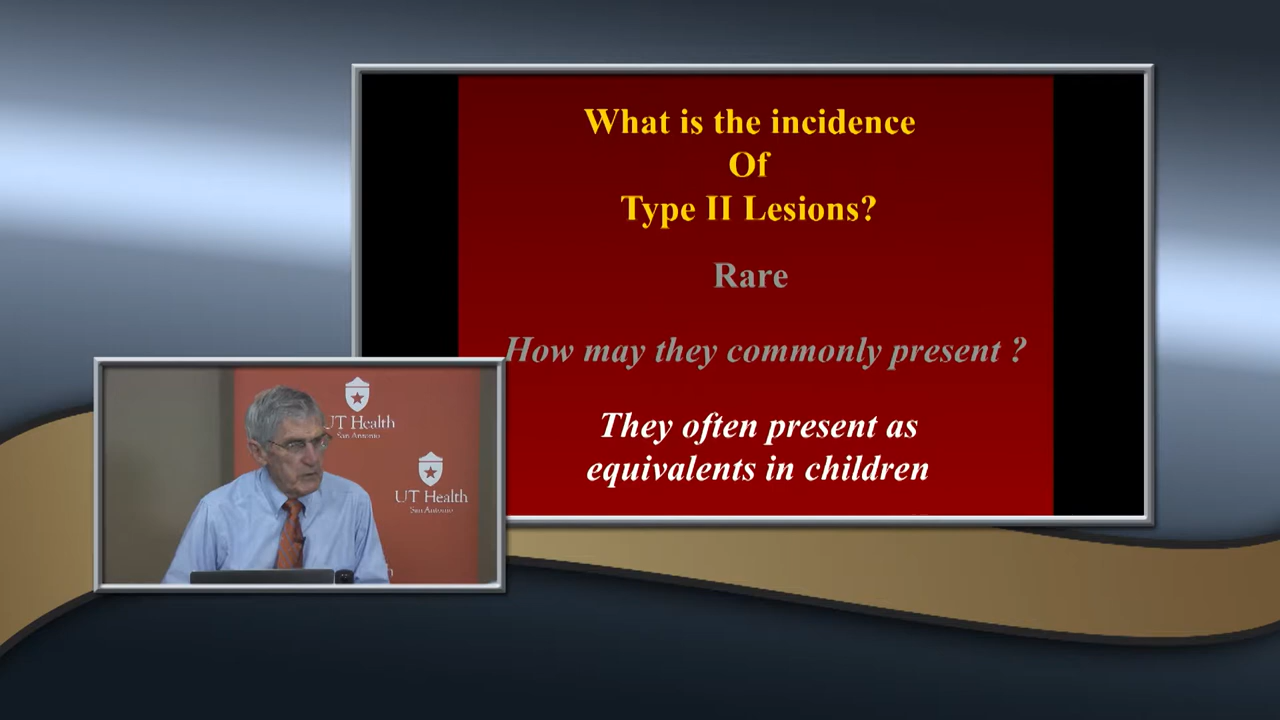 What is the incidence
Of
Type II Lesions?
Rare
How may they commonly present ?
They often present as
equivalents in children
UT Health
San Antonio
UT Health
San Antonio